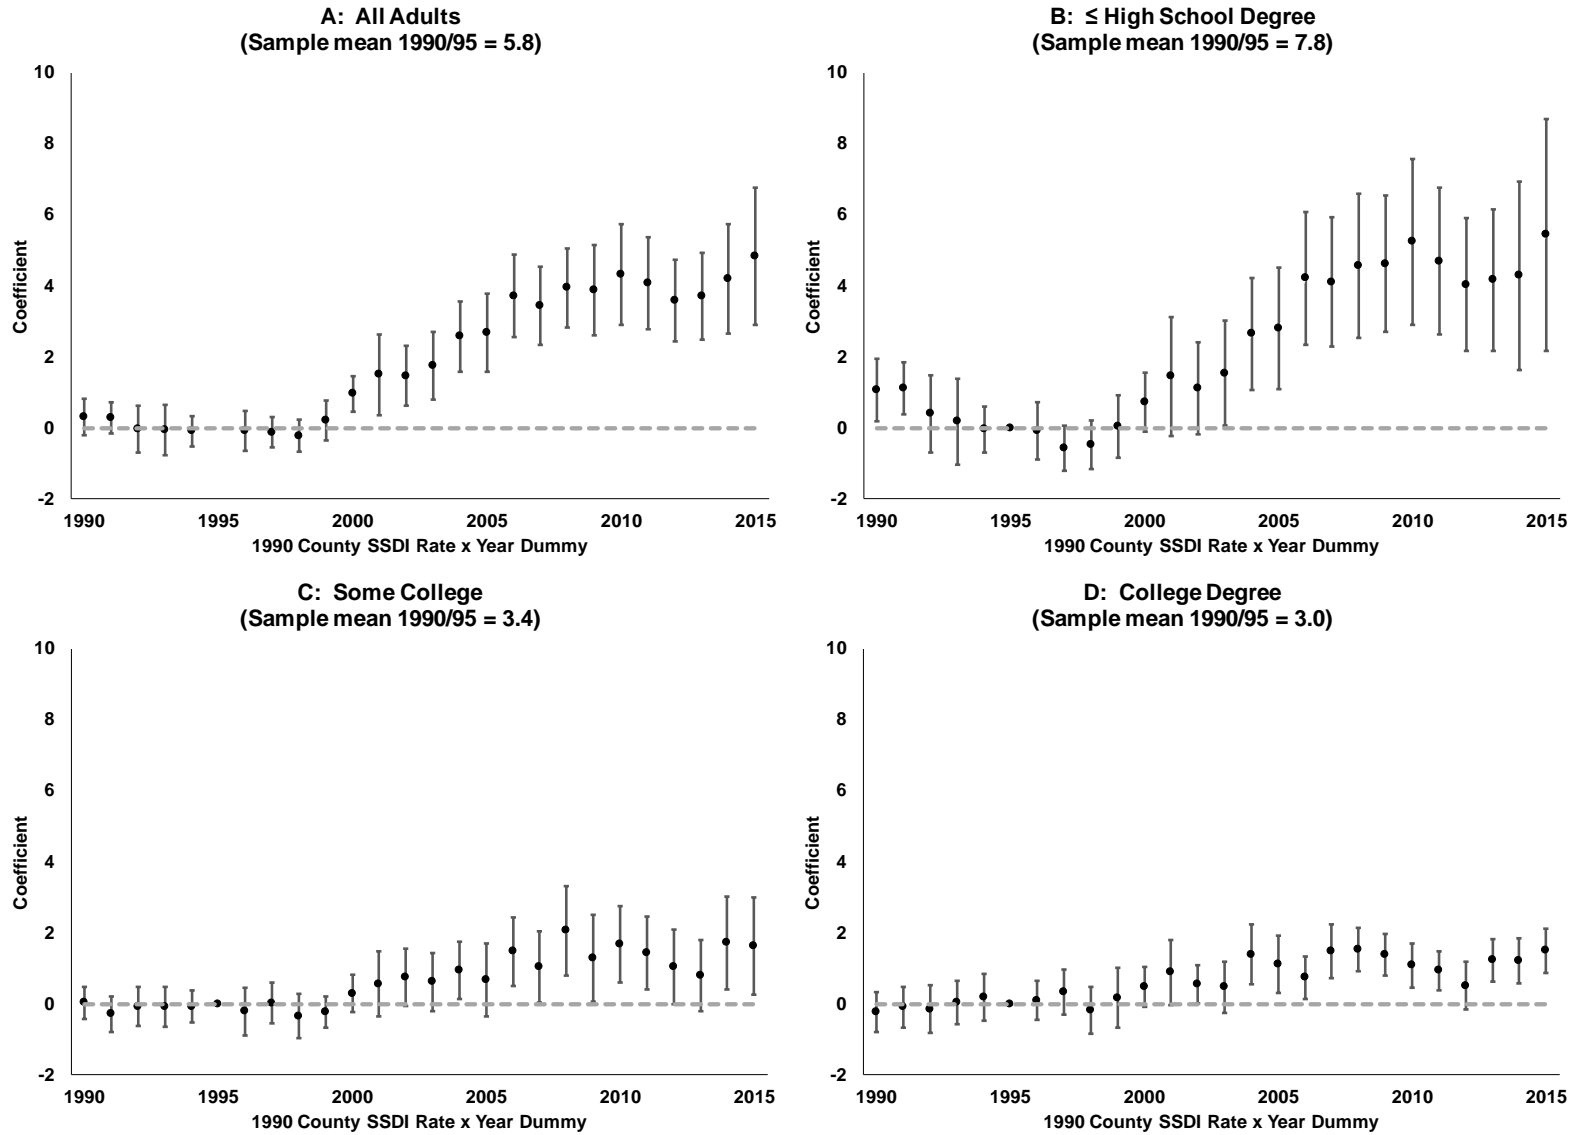 A: All Adults
(Sample mean 1990/95 = 5.8)
10
8
6
4
2
0
-2
Coefficient
1990 1995 2000 2005 2010 2015
1990 County SSDI Rate x Year Dummy
B: ≤ High School Degree
(Sample mean 1990/95 = 7.8)
10
8
6
4
2
0
-2
Coefficient
1990 1995 2000 2005 2010 2015
1990 County SSDI Rate x Year Dummy
C: Some College
(Sample mean 1990/95 = 3.4)
10
8
6
4
2
0
-2
Coefficient
1990 1995 2000 2005 2010 2015
1990 County SSDI Rate x Year Dummy
D: College Degree
(Sample mean 1990/95 = 3.0)
10
8
6
4
2
0
-2
Coefficient
1990 1995 2000 2005 2010 2015
1990 County SSDI Rate x Year Dummy